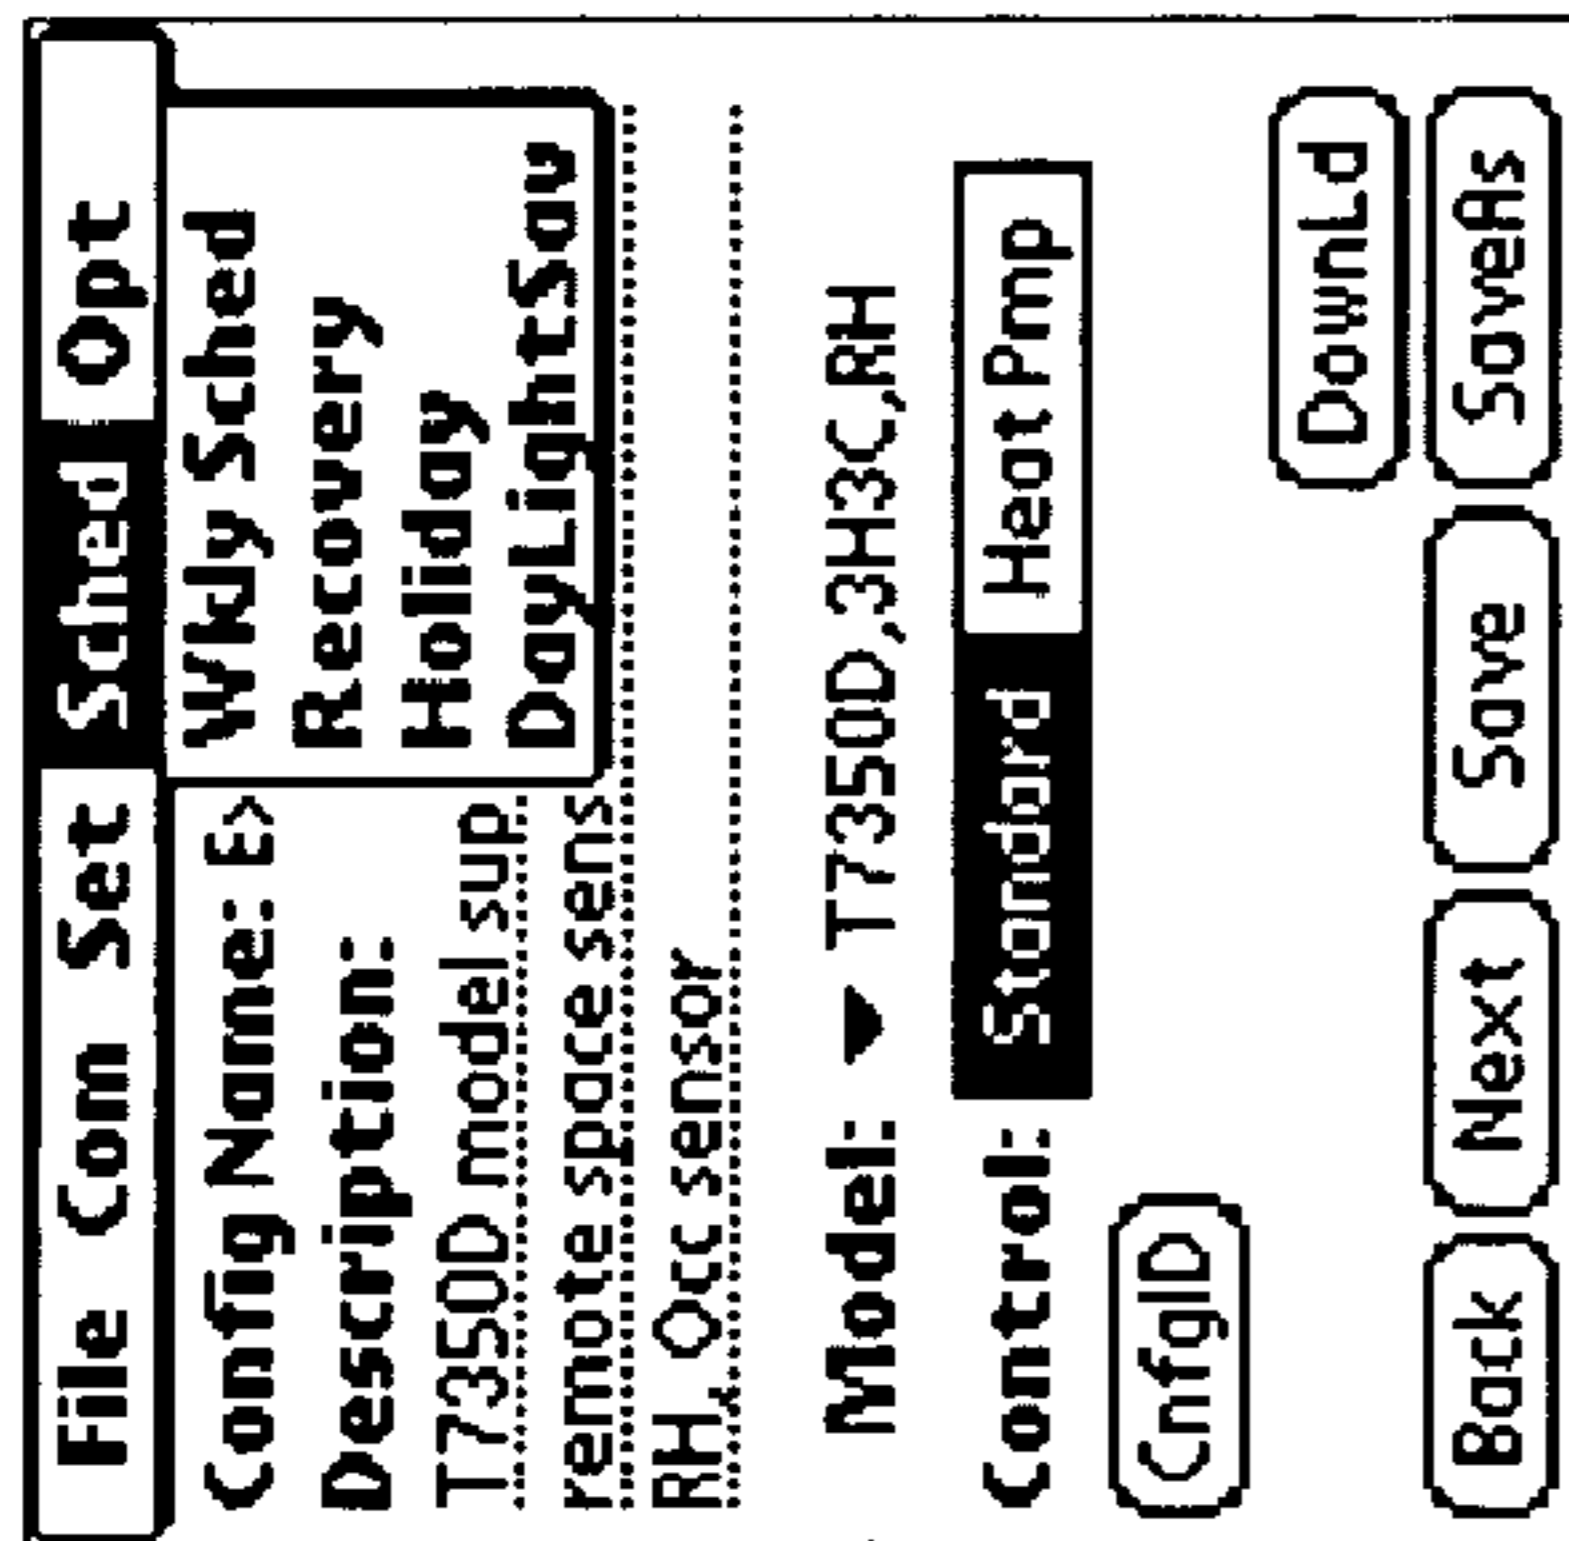 File Com Set Sched Opt
Wkly Sched
Recovery
Holiday
DayLightSav
Config Name: E
Description:
T7350D model sup
remote space sens
RH, Occ sensor
Model: T7350D,3H3C,RH
Control: Standard Heat Pmp
CnfgID
DownLd
Back Next Save SaveAs